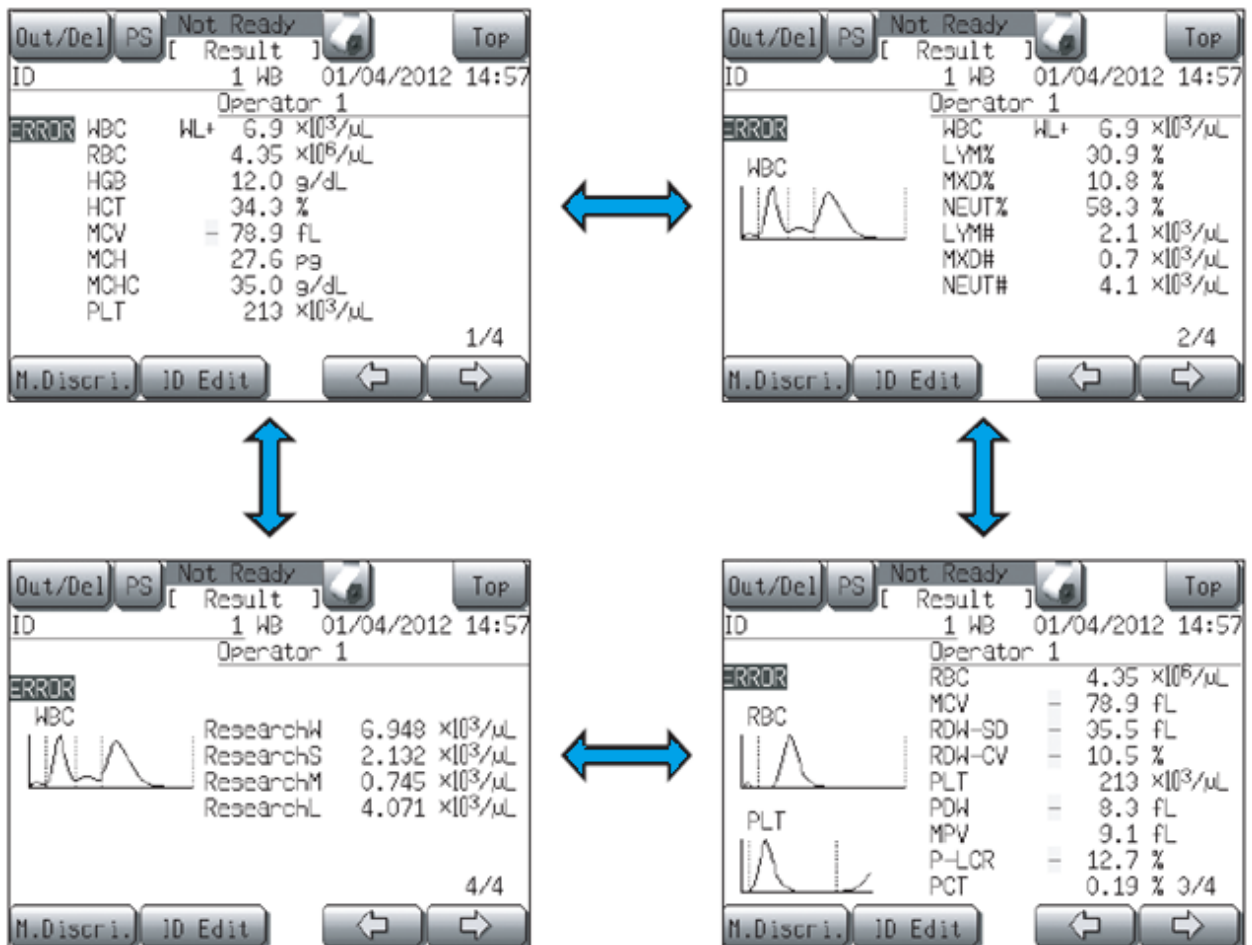 Out/Del PS Not Ready Top
[ Result ]
ID 1 WB 01/04/2012 14:57
Operator 1
ERROR WBC WL+ 6.9 ×10³/µL
RBC 4.35 ×10⁶/µL
HGB 12.0 g/dL
HCT 34.3 %
MCV - 78.9 fL
MCH 27.6 pg
MCHC 35.0 g/dL
PLT 213 ×10³/µL
1/4
M.Discri. ID Edit
Out/Del PS Not Ready Top
[ Result ]
ID 1 WB 01/04/2012 14:57
Operator 1
ERROR WBC WL+ 6.9 ×10³/µL
WBC LYM% 30.9 %
MXD% 10.8 %
NEUT% 58.3 %
LYM# 2.1 ×10³/µL
MXD# 0.7 ×10³/µL
NEUT# 4.1 ×10³/µL
2/4
M.Discri. ID Edit
Out/Del PS Not Ready Top
[ Result ]
ID 1 WB 01/04/2012 14:57
Operator 1
ERROR
WBC
ResearchW 6.948 ×10³/µL
ResearchS 2.132 ×10³/µL
ResearchM 0.745 ×10³/µL
ResearchL 4.071 ×10³/µL
4/4
M.Discri. ID Edit
Out/Del PS Not Ready Top
[ Result ]
ID 1 WB 01/04/2012 14:57
Operator 1
ERROR RBC 4.35 ×10⁶/µL
MCV - 78.9 fL
RBC RDW-SD - 35.5 fL
RDW-CV - 10.5 %
PLT 213 ×10³/µL
PDW - 8.3 fL
PLT MPV 9.1 fL
P-LCR - 12.7 %
PCT 0.19 % 3/4
M.Discri. ID Edit